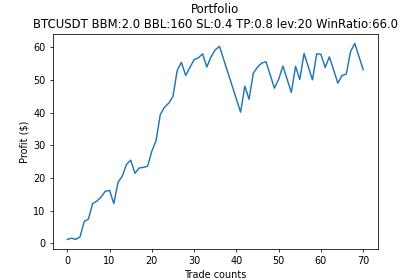 Portfolio
BTCUSDT BBM:2.0 BBL:160 SL:0.4 TP:0.8 lev:20 WinRatio:66.0
Profit ($)
60
50
40
30
20
10
0
0 10 20 30 40 50 60 70
Trade counts